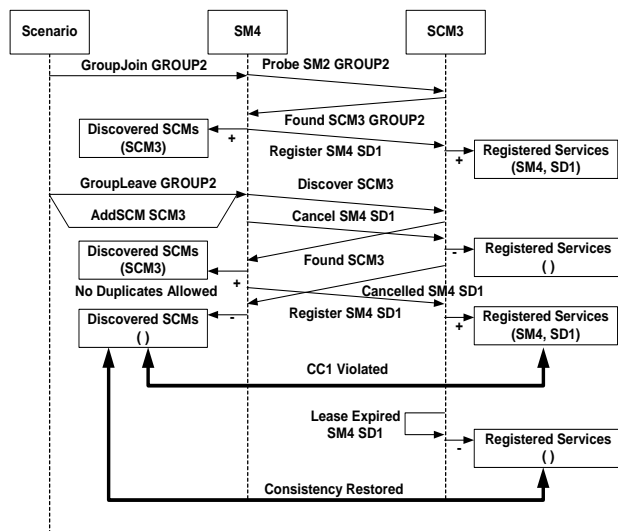 Scenario
SM4
SCM3
GroupJoin GROUP2
Probe SM2 GROUP2
Found SCM3 GROUP2
Discovered SCMs
(SCM3)
+
Register SM4 SD1
+
Registered Services
(SM4, SD1)
GroupLeave GROUP2
Discover SCM3
AddSCM SCM3
Cancel SM4 SD1
Discovered SCMs
(SCM3)
Found SCM3
-
Registered Services
( )
No Duplicates Allowed
+
Cancelled SM4 SD1
Discovered SCMs
( )
-
Register SM4 SD1
+
Registered Services
(SM4, SD1)
CC1 Violated
Lease Expired
SM4 SD1
-
Registered Services
( )
Consistency Restored